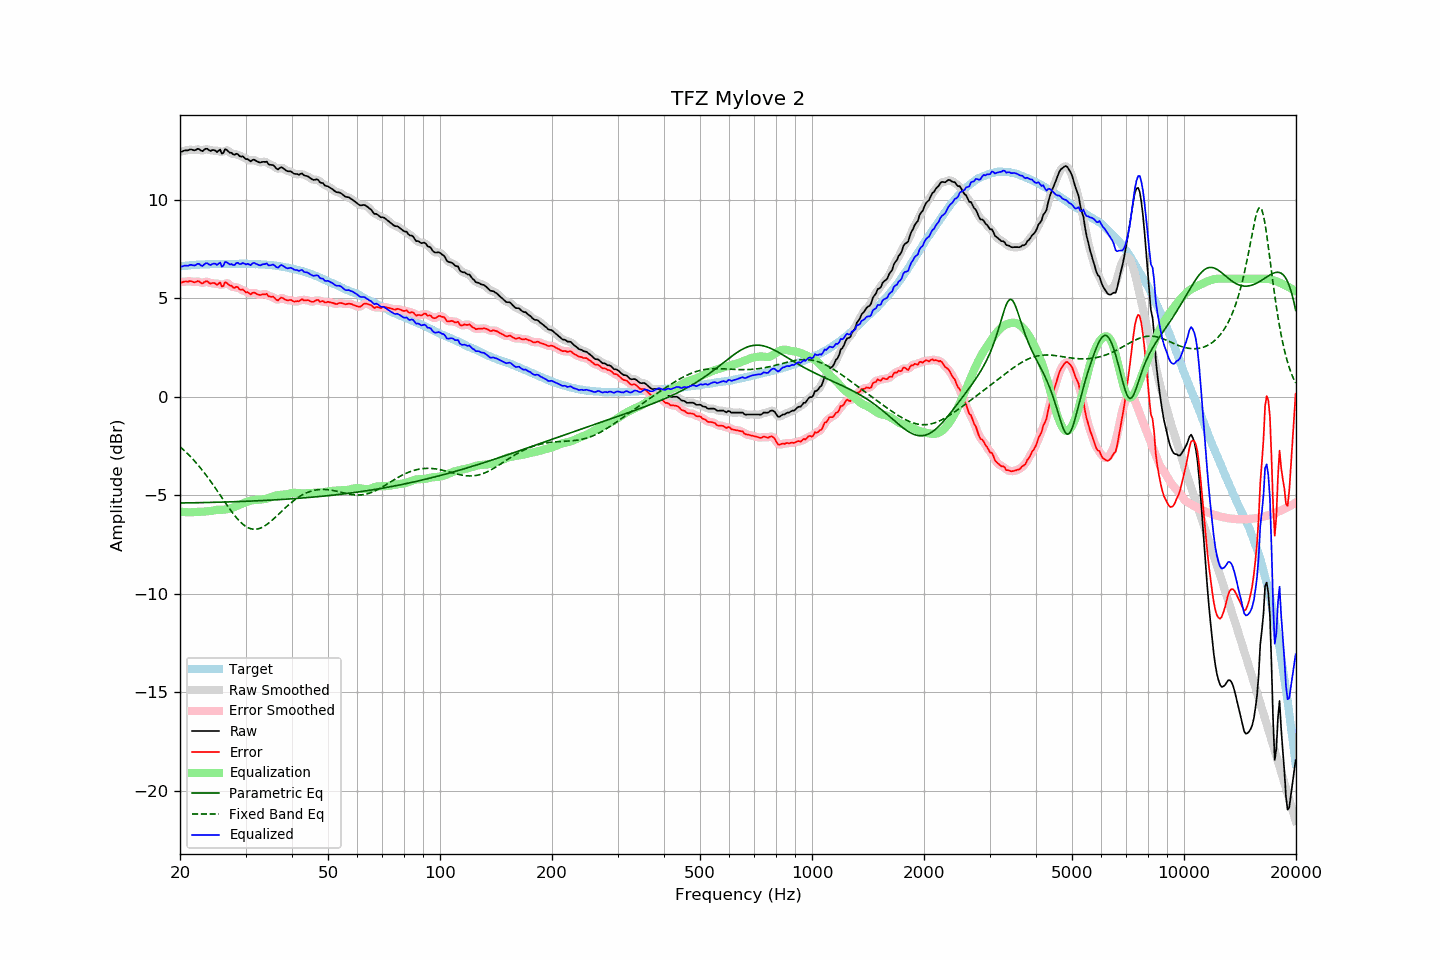 TFZ Mylove 2
Amplitude (dBr)
10
5
0
−5
−10
−15
−20
Target
Raw Smoothed
Error Smoothed
Raw
Error
Equalization
Parametric Eq
Fixed Band Eq
Equalized
20 50 100 200 500 1000 2000 5000 10000 20000
Frequency (Hz)